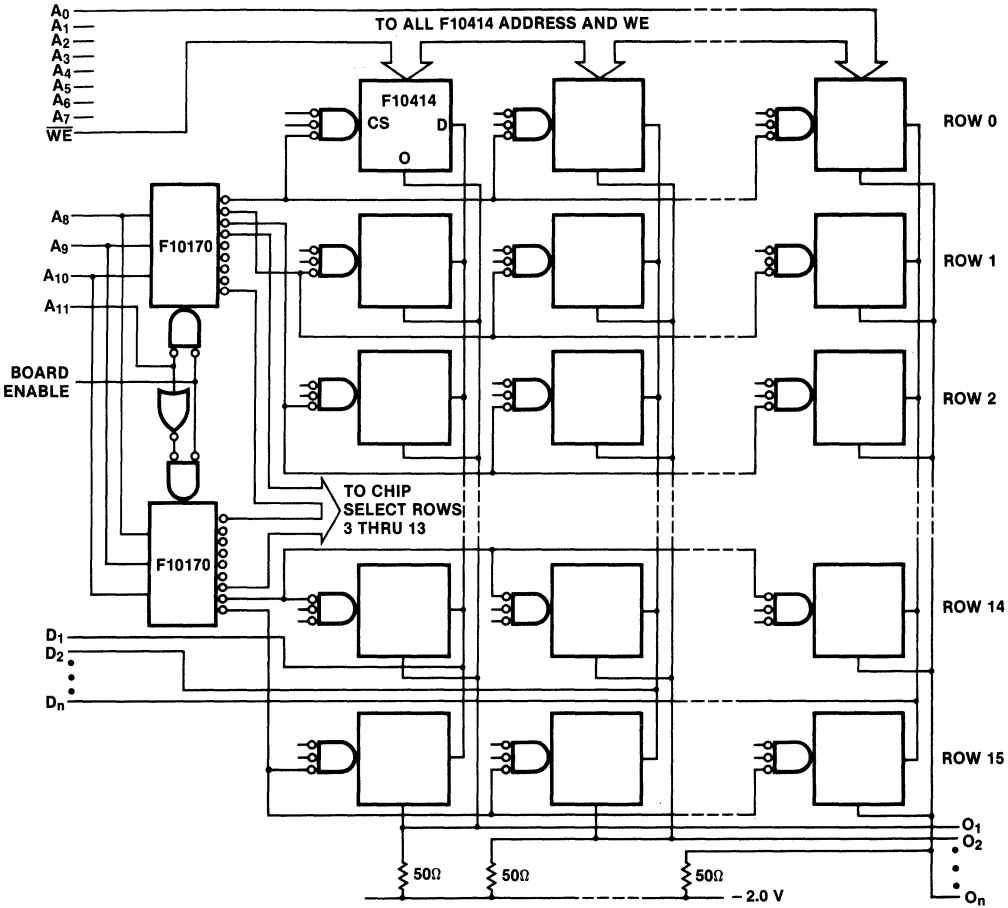 A0
A1
A2
A3
A4
A5
A6
A7
WE
TO ALL F10414 ADDRESS AND WE
F10414
CS
D
O
ROW 0
A8
A9
A10
A11
F10170
ROW 1
BOARD
ENABLE
ROW 2
TO CHIP
SELECT ROWS
3 THRU 13
F10170
ROW 14
D1
D2
Dn
ROW 15
O1
O2
On
50Ω
50Ω
50Ω
– 2.0 V